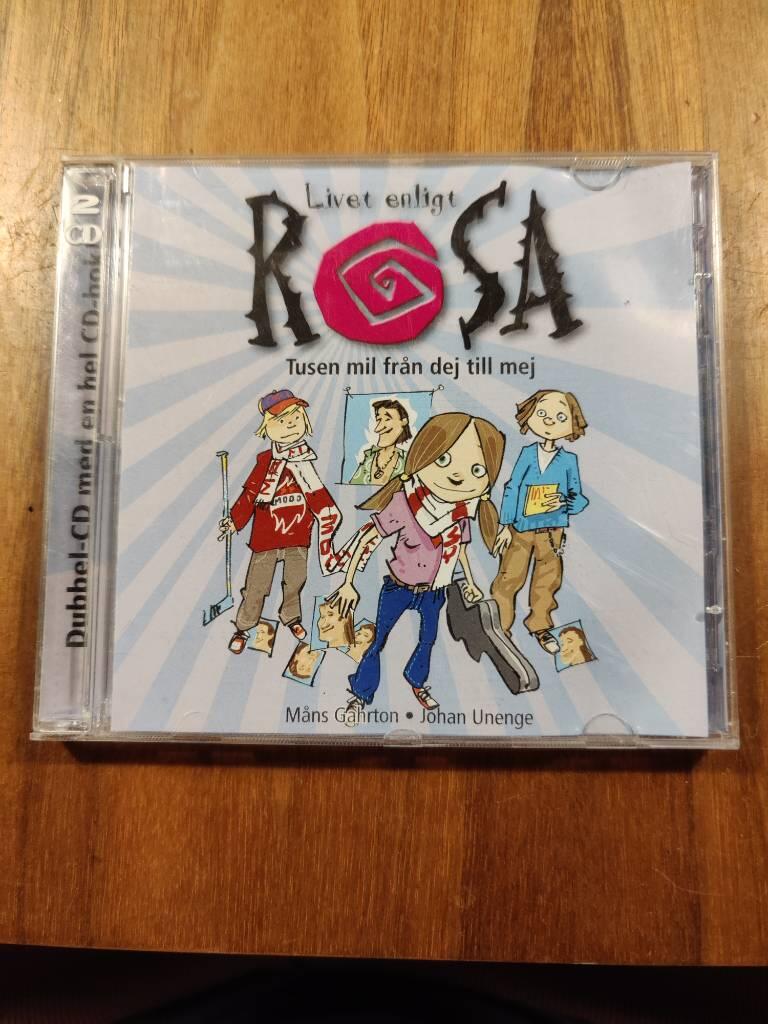 Livet enligt
ROSA
Tusen mil från dej till mej
Måns Gahrton • Johan Unenge
2
CD
Dubbel-CD med en hel CD-bok!